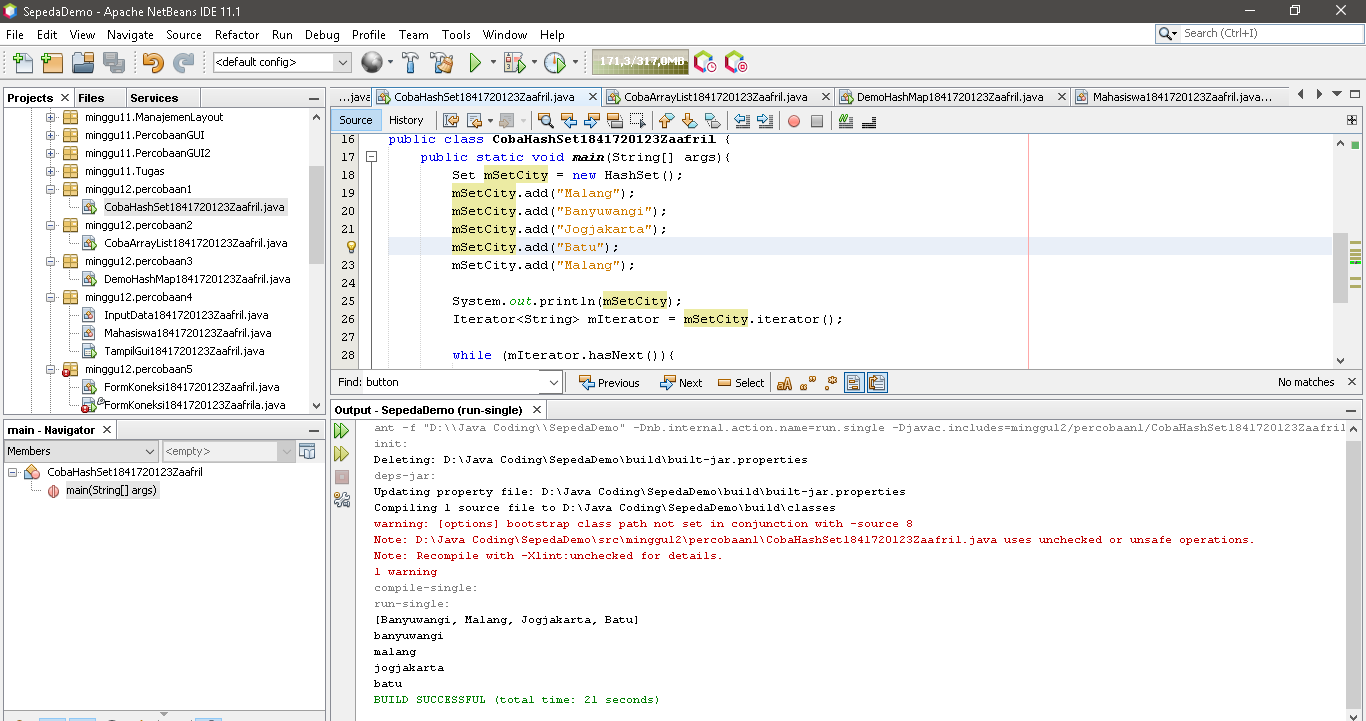 SepedaDemo - Apache NetBeans IDE 11.1
File Edit View Navigate Source Refactor Run Debug Profile Team Tools Window Help
Search (Ctrl+I)
<default config>
171,3/317,0MB
Projects Files Services
minggu11.ManajemenLayout
minggu11.PercobaanGUI
minggu11.PercobaanGUI2
minggu11.Tugas
minggu12.percobaan1
CobaHashSet1841720123Zaafril.java
minggu12.percobaan2
CobaArrayList1841720123Zaafril.java
minggu12.percobaan3
DemoHashMap1841720123Zaafril.java
minggu12.percobaan4
InputData1841720123Zaafril.java
Mahasiswa1841720123Zaafril.java
TampilGui1841720123Zaafril.java
minggu12.percobaan5
FormKoneksi1841720123Zaafril.java
FormKoneksi1841720123Zaafrila.java
main - Navigator
Members
<empty>
CobaHashSet1841720123Zaafril
main(String[] args)
...java CobaHashSet1841720123Zaafril.java CobaArrayList1841720123Zaafril.java DemoHashMap1841720123Zaafril.java Mahasiswa1841720123Zaafril.java...
Source History
16 public class CobaHashSet1841720123Zaafril {
17 public static void main(String[] args){
18 Set mSetCity = new HashSet();
19 mSetCity.add("Malang");
20 mSetCity.add("Banyuwangi");
21 mSetCity.add("Jogjakarta");
mSetCity.add("Batu");
23 mSetCity.add("Malang");
24
25 System.out.println(mSetCity);
26 Iterator<String> mIterator = mSetCity.iterator();
27
28 while (mIterator.hasNext()){
Find: button
Previous Next Select
No matches
Output - SepedaDemo (run-single)
ant -f "D:\\Java Coding\\SepedaDemo" -Dnb.internal.action.name=run.single -Djavac.includes=minggu12/percobaan1/CobaHashSet1841720123Zaafril
init:
Deleting: D:\Java Coding\SepedaDemo\build\built-jar.properties
deps-jar:
Updating property file: D:\Java Coding\SepedaDemo\build\built-jar.properties
Compiling 1 source file to D:\Java Coding\SepedaDemo\build\classes
warning: [options] bootstrap class path not set in conjunction with -source 8
Note: D:\Java Coding\SepedaDemo\src\minggu12\percobaan1\CobaHashSet1841720123Zaafril.java uses unchecked or unsafe operations.
Note: Recompile with -Xlint:unchecked for details.
1 warning
compile-single:
run-single:
[Banyuwangi, Malang, Jogjakarta, Batu]
banyuwangi
malang
jogjakarta
batu
BUILD SUCCESSFUL (total time: 21 seconds)